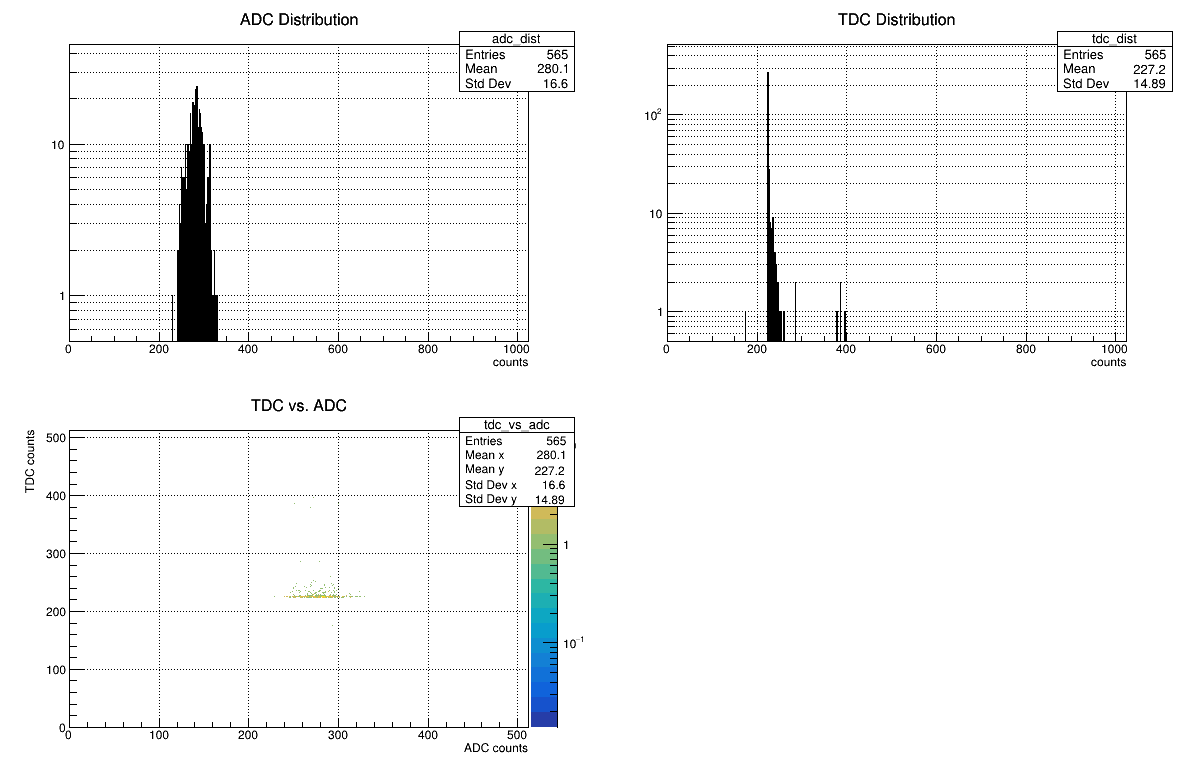 ADC Distribution
adc_dist
Entries 565
Mean 280.1
Std Dev 16.6
10
1
0 200 400 600 800 1000
counts
TDC Distribution
tdc_dist
Entries 565
Mean 227.2
Std Dev 14.89
10²
10
1
0 200 400 600 800 1000
counts
TDC vs. ADC
tdc_vs_adc
Entries 565
Mean x 280.1
Mean y 227.2
Std Dev x 16.6
Std Dev y 14.89
TDC counts
500
400
300
200
100
0
0 100 200 300 400 500
ADC counts
1
10⁻¹